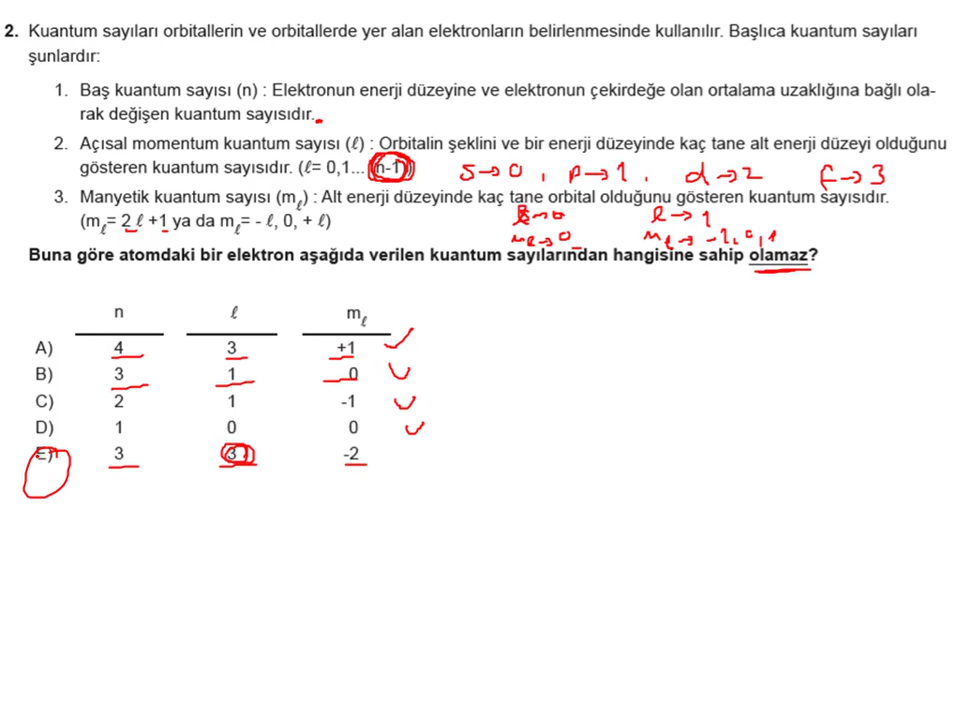 2. Kuantum sayıları orbitallerin ve orbitallerde yer alan elektronların belirlenmesinde kullanılır. Başlıca kuantum sayıları
şunlardır:
1. Baş kuantum sayısı (n) : Elektronun enerji düzeyine ve elektronun çekirdeğe olan ortalama uzaklığına bağlı ola-
rak değişen kuantum sayısıdır.
2. Açısal momentum kuantum sayısı (ℓ) : Orbitalin şeklini ve bir enerji düzeyinde kaç tane alt enerji düzeyi olduğunu
gösteren kuantum sayısıdır. (ℓ= 0,1... (n-1)) s→0, p→1, d→2 f→3
3. Manyetik kuantum sayısı (mℓ) : Alt enerji düzeyinde kaç tane orbital olduğunu gösteren kuantum sayısıdır.
(mℓ= 2 ℓ +1 ya da mℓ= - ℓ, 0, + ℓ) ℓ→0 ℓ→1
mℓ→0 mℓ→-1,0,1
Buna göre atomdaki bir elektron aşağıda verilen kuantum sayılarından hangisine sahip olamaz?
n ℓ mℓ
A) 4 3 +1
B) 3 1 0
C) 2 1 -1
D) 1 0 0
E) 3 3 -2